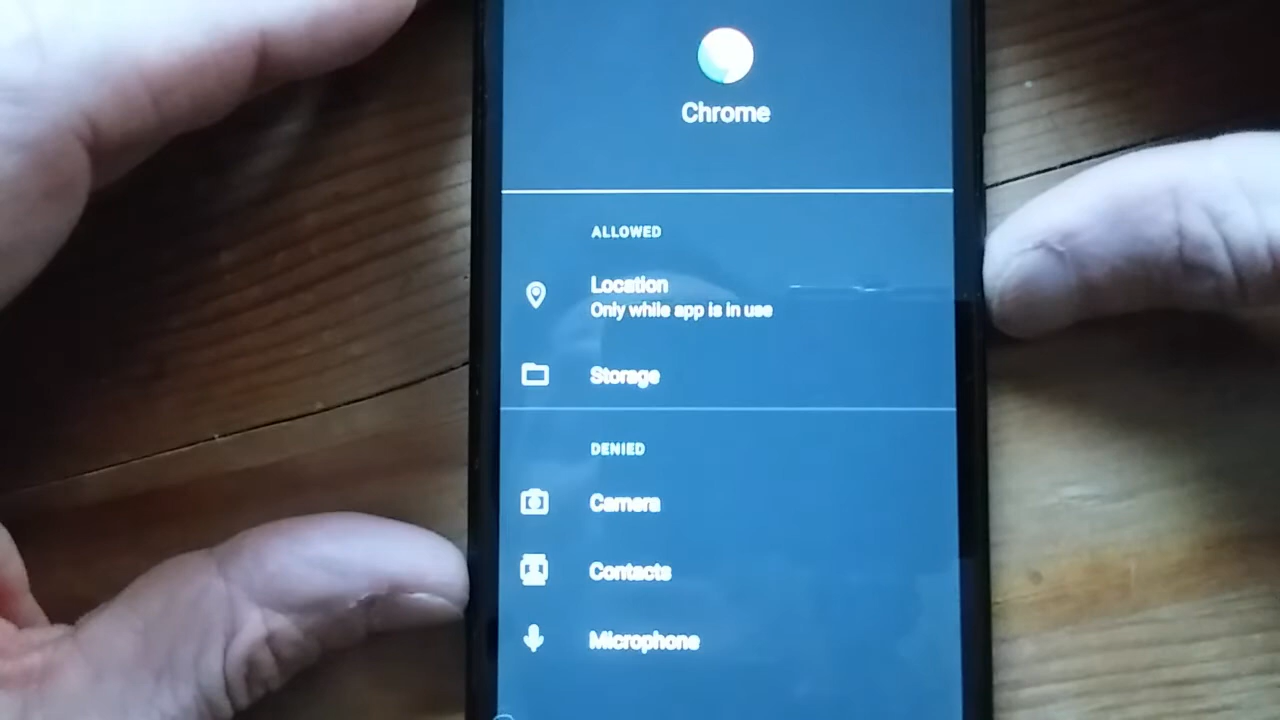 Chrome
ALLOWED
Location
Only while app is in use
Storage
DENIED
Camera
Contacts
Microphone